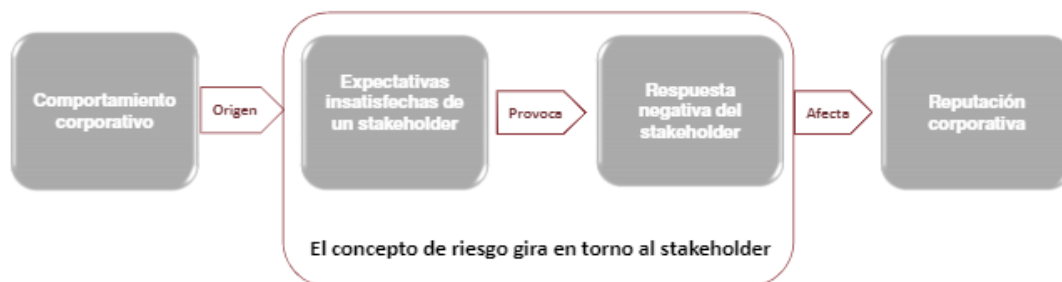 Comportamiento
corporativo
Origen
Expectativas
insatisfechas de
un stakeholder
Provoca
Respuesta
negativa del
stakeholder
Afecta
Reputación
corporativa
El concepto de riesgo gira en torno al stakeholder